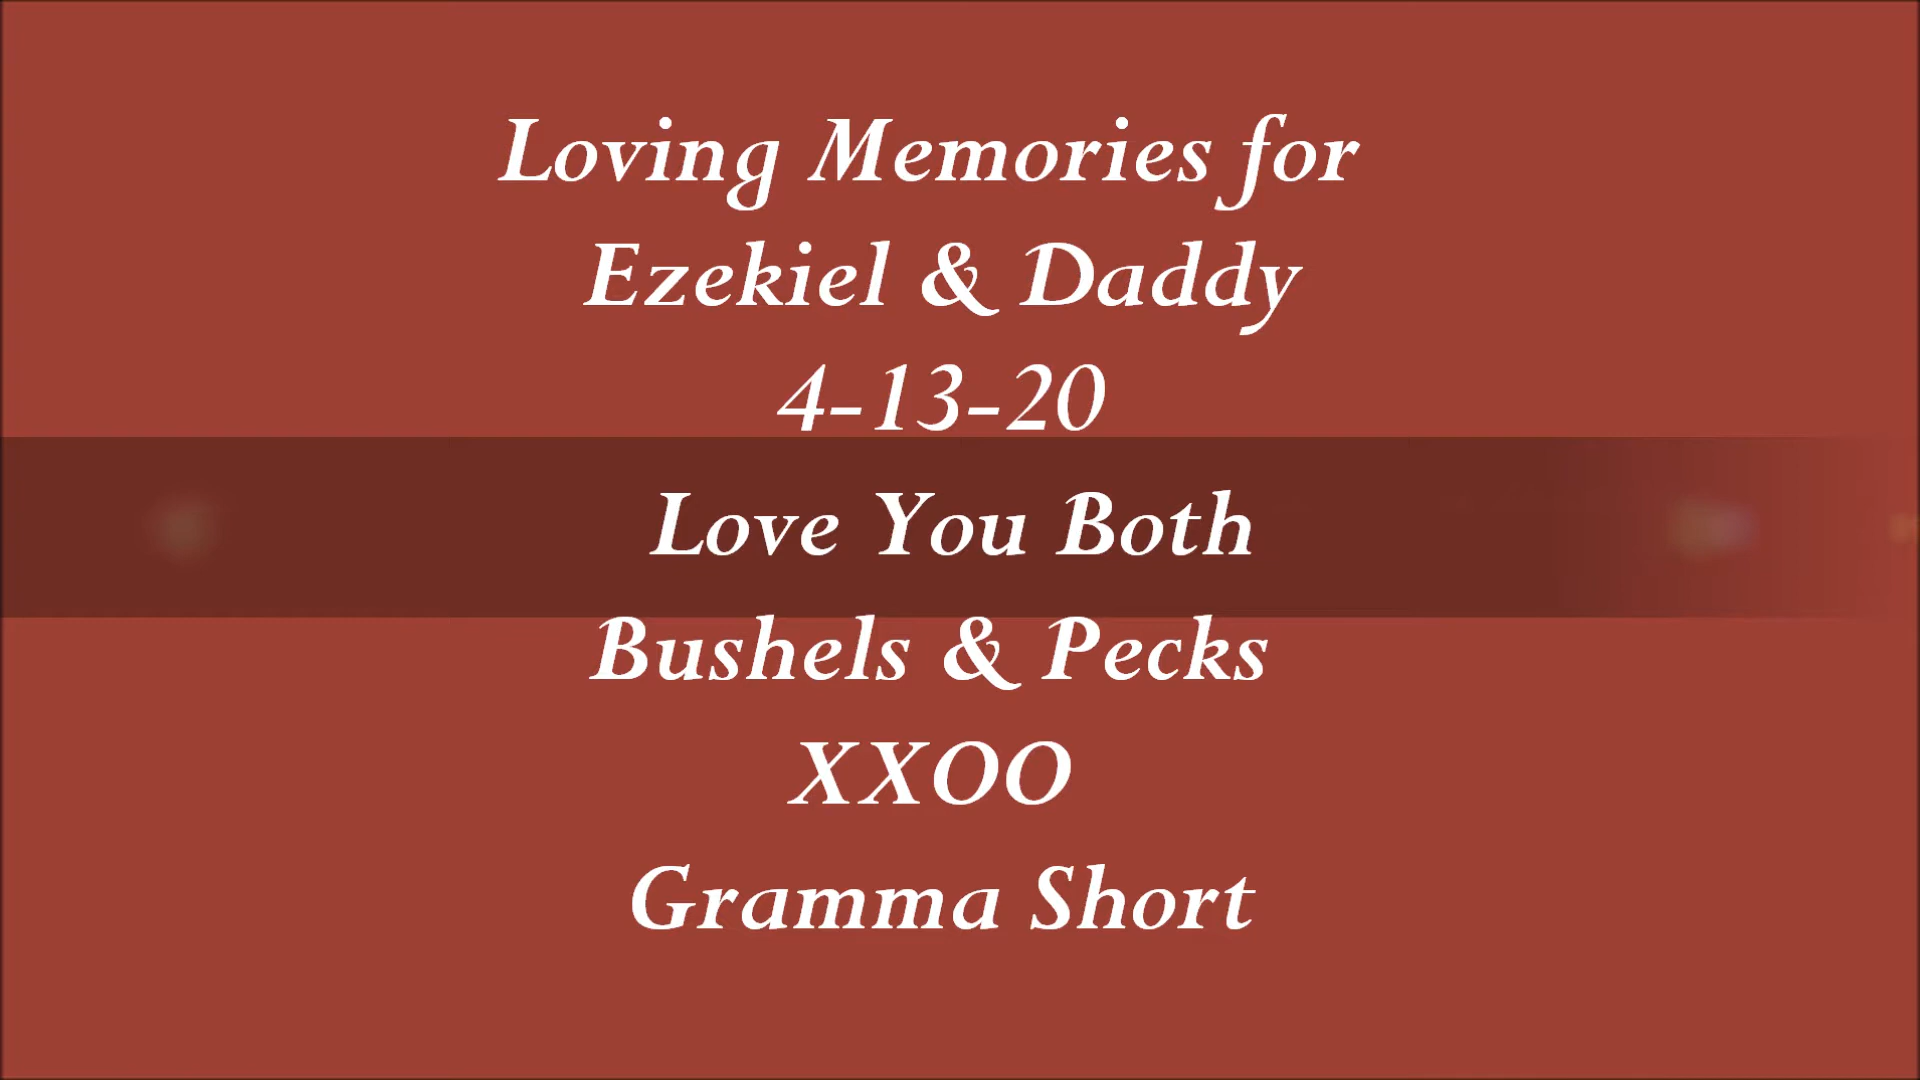 Loving Memories for
Ezekiel & Daddy
4-13-20
Love You Both
Bushels & Pecks
XXOO
Gramma Short